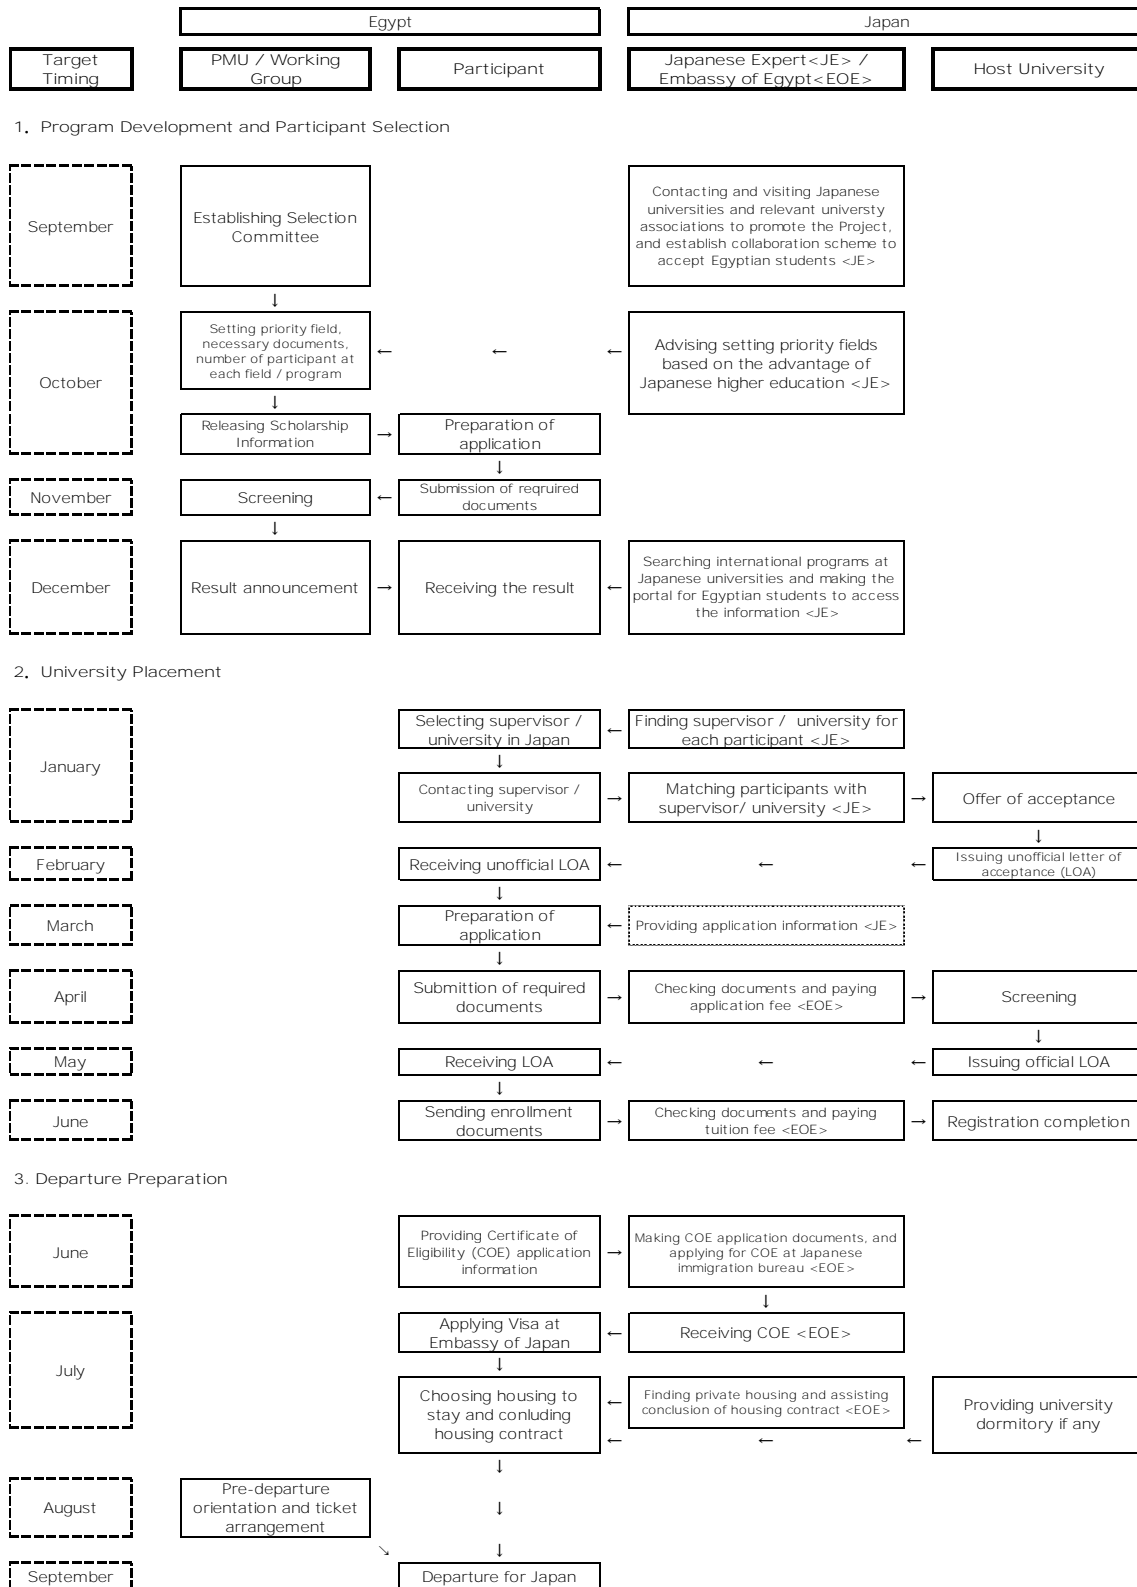 Egypt
Japan
Target
Timing
PMU / Working
Group
Participant
Japanese Expert<JE> /
Embassy of Egypt<EOE>
Host University
1. Program Development and Participant Selection
September
Establishing Selection
Committee
Contacting and visiting Japanese
universities and relevant universty
associations to promote the Project,
and establish collaboration scheme to
accept Egyptian students <JE>
↓
October
Setting priority field,
necessary documents,
number of participant at
each field / program
← ← ←
Advising setting priority fields
based on the advantage of
Japanese higher education <JE>
↓
Releasing Scholarship
Information
→
Preparation of
application
↓
November
Screening
←
Submission of reqruired
documents
↓
December
Result announcement
→
Receiving the result
←
Searching international programs at
Japanese universities and making the
portal for Egyptian students to access
the information <JE>
2. University Placement
January
Selecting supervisor /
university in Japan
←
Finding supervisor / university for
each participant <JE>
↓
Contacting supervisor /
university
→
Matching participants with
supervisor/ university <JE>
→
Offer of acceptance
↓
February
Receiving unofficial LOA
← ← ←
Issuing unofficial letter of
acceptance (LOA)
↓
March
Preparation of
application
←
Providing application information <JE>
↓
April
Submittion of required
documents
→
Checking documents and paying
application fee <EOE>
→
Screening
↓
May
Receiving LOA
← ← ←
Issuing official LOA
↓
June
Sending enrollment
documents
→
Checking documents and paying
tuition fee <EOE>
→
Registration completion
3. Departure Preparation
June
Providing Certificate of
Eligibility (COE) application
information
→
Making COE application documents, and
applying for COE at Japanese
immigration bureau <EOE>
↓
July
Applying Visa at
Embassy of Japan
←
Receiving COE <EOE>
↓
Choosing housing to
stay and conluding
housing contract
←
Finding private housing and assisting
conclusion of housing contract <EOE>
← ← ←
Providing university
dormitory if any
↓
August
Pre-departure
orientation and ticket
arrangement
↓
↘ ↓
September
Departure for Japan